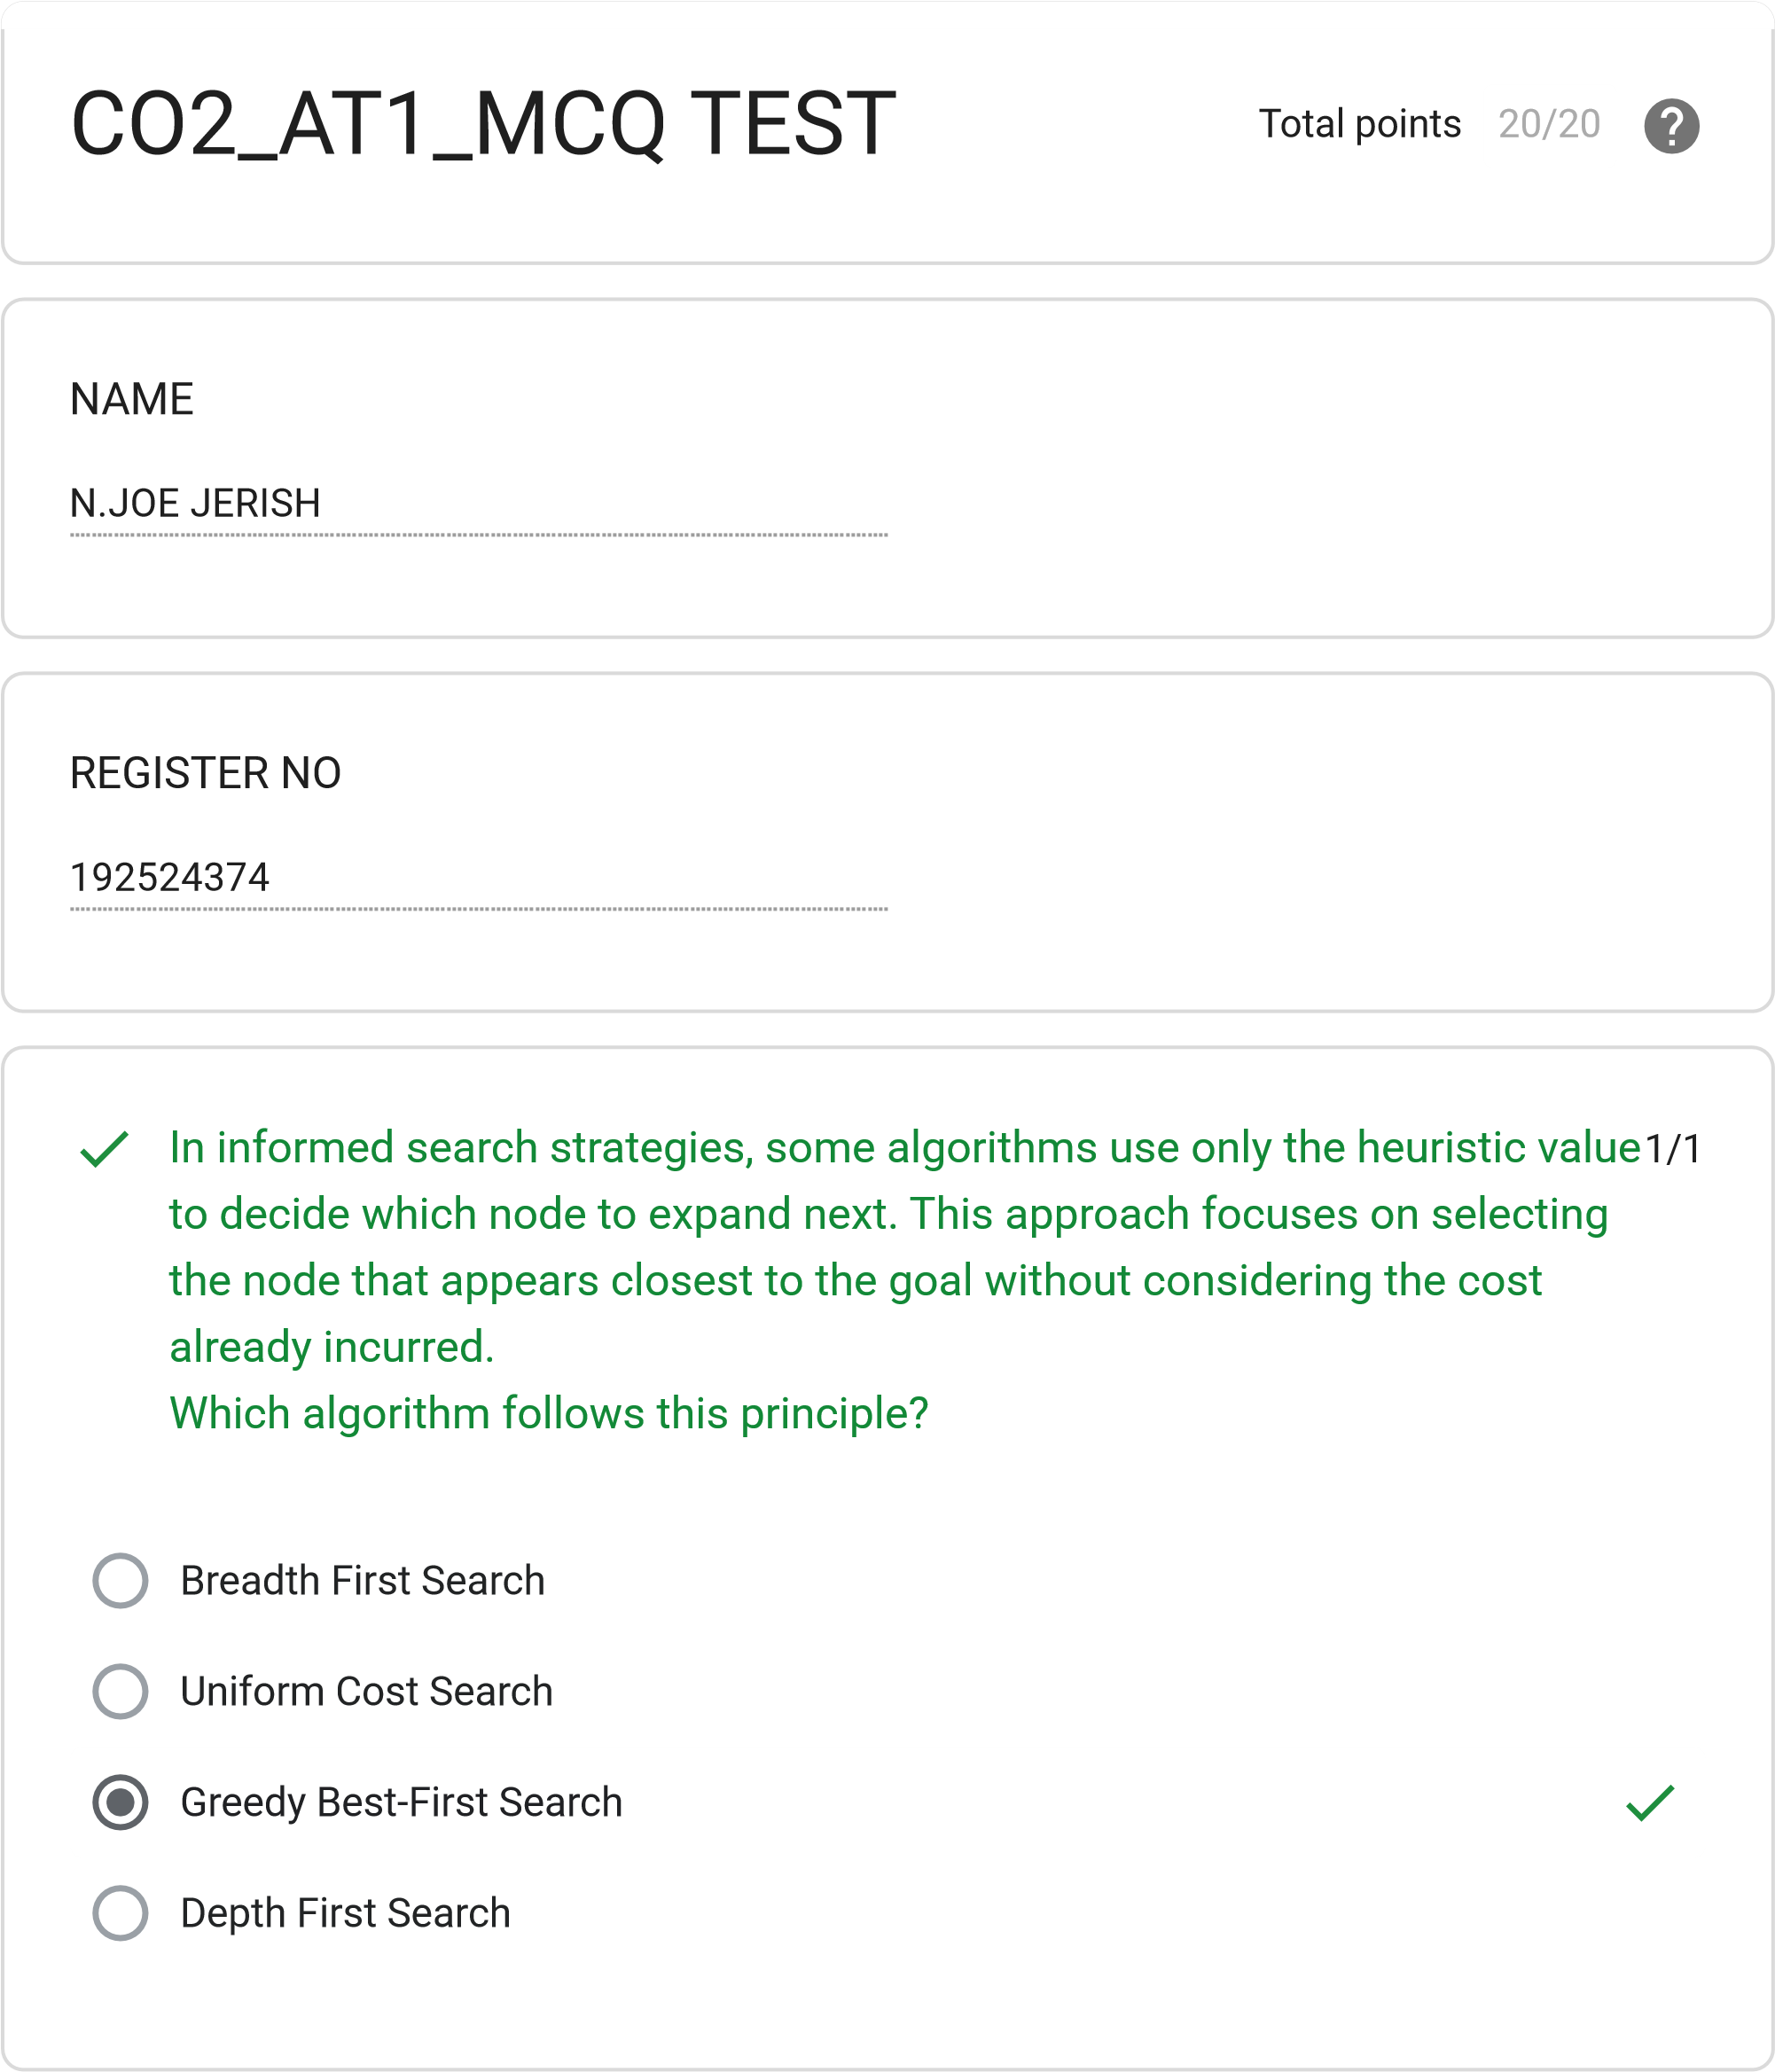 CO2_AT1_MCQ TEST
Total points 20/20
NAME
N.JOE JERISH
REGISTER NO
192524374
In informed search strategies, some algorithms use only the heuristic value 1/1
to decide which node to expand next. This approach focuses on selecting
the node that appears closest to the goal without considering the cost
already incurred.
Which algorithm follows this principle?
Breadth First Search
Uniform Cost Search
Greedy Best-First Search
Depth First Search